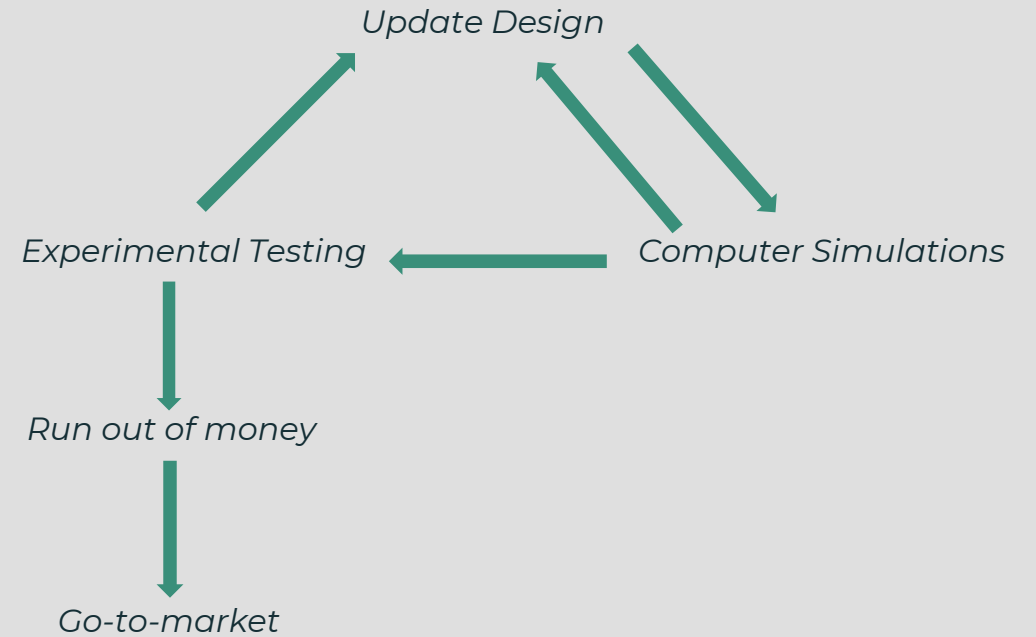 Update Design
Experimental Testing
Computer Simulations
Run out of money
Go-to-market